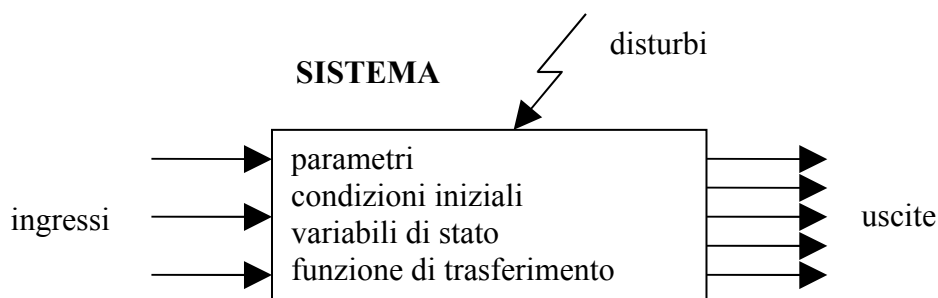 disturbi
SISTEMA
parametri
condizioni iniziali
ingressi
variabili di stato
uscite
funzione di trasferimento